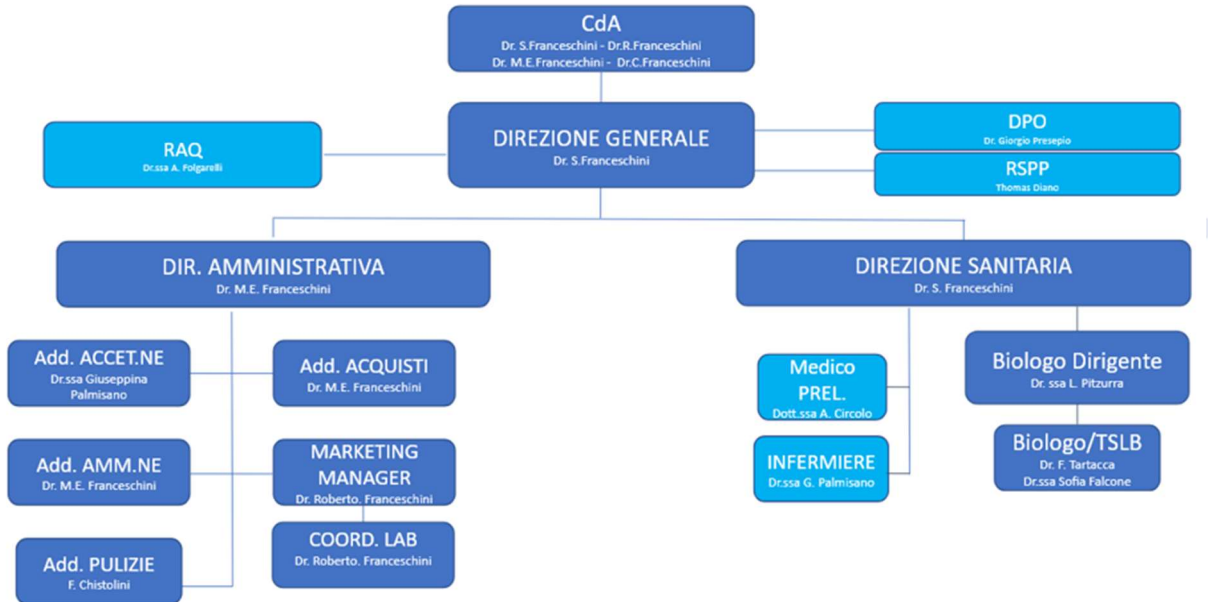 CdA
Dr. S.Franceschini - Dr.R.Franceschini
Dr. M.E.Franceschini - Dr.C.Franceschini
DIREZIONE GENERALE
Dr. S.Franceschini
RAQ
Dr.ssa A. Folgarelli
DPO
Dr. Giorgio Presepio
RSPP
Thomas Diano
DIR. AMMINISTRATIVA
Dr. M.E. Franceschini
DIREZIONE SANITARIA
Dr. S. Franceschini
Add. ACCET.NE
Dr.ssa Giuseppina
Palmisano
Add. ACQUISTI
Dr. M.E. Franceschini
Add. AMM.NE
Dr. M.E. Franceschini
MARKETING
MANAGER
Dr. Roberto. Franceschini
COORD. LAB
Dr. Roberto. Franceschini
Add. PULIZIE
F. Chistolini
Medico
PREL.
Dott.ssa A. Circolo
INFERMIERE
Dr.ssa G. Palmisano
Biologo Dirigente
Dr. ssa L. Pitzurra
Biologo/TSLB
Dr. F. Tartacca
Dr.ssa Sofia Falcone